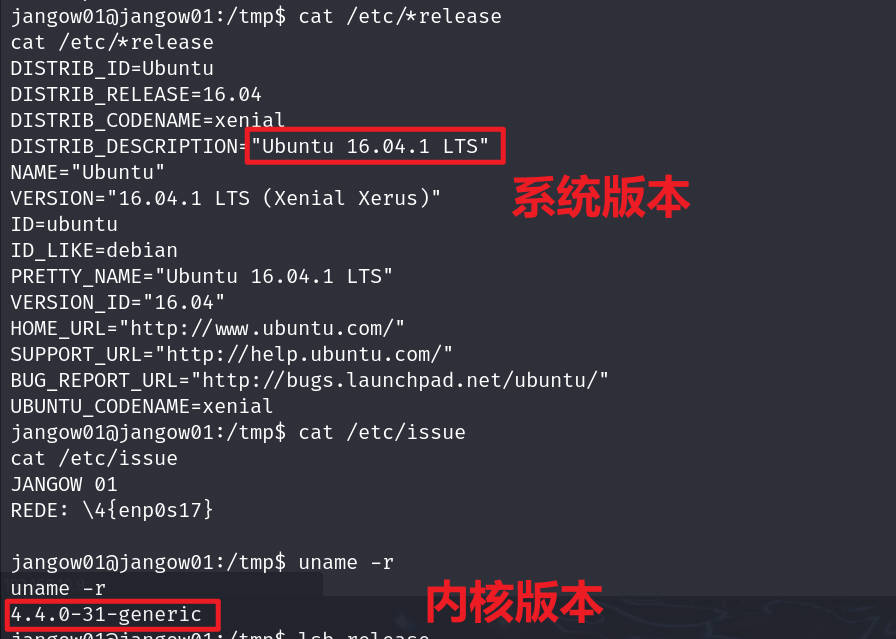 jangow01@jangow01:/tmp$ cat /etc/*release
cat /etc/*release
DISTRIB_ID=Ubuntu
DISTRIB_RELEASE=16.04
DISTRIB_CODENAME=xenial
DISTRIB_DESCRIPTION="Ubuntu 16.04.1 LTS"
NAME="Ubuntu"
VERSION="16.04.1 LTS (Xenial Xerus)"
系统版本
ID=ubuntu
ID_LIKE=debian
PRETTY_NAME="Ubuntu 16.04.1 LTS"
VERSION_ID="16.04"
HOME_URL="http://www.ubuntu.com/"
SUPPORT_URL="http://help.ubuntu.com/"
BUG_REPORT_URL="http://bugs.launchpad.net/ubuntu/"
UBUNTU_CODENAME=xenial
jangow01@jangow01:/tmp$ cat /etc/issue
cat /etc/issue
JANGOW 01
REDE: \4{enp0s17}
jangow01@jangow01:/tmp$ uname -r
uname -r
内核版本
4.4.0-31-generic
jangow01@jangow01:/tmp$ lsb_release